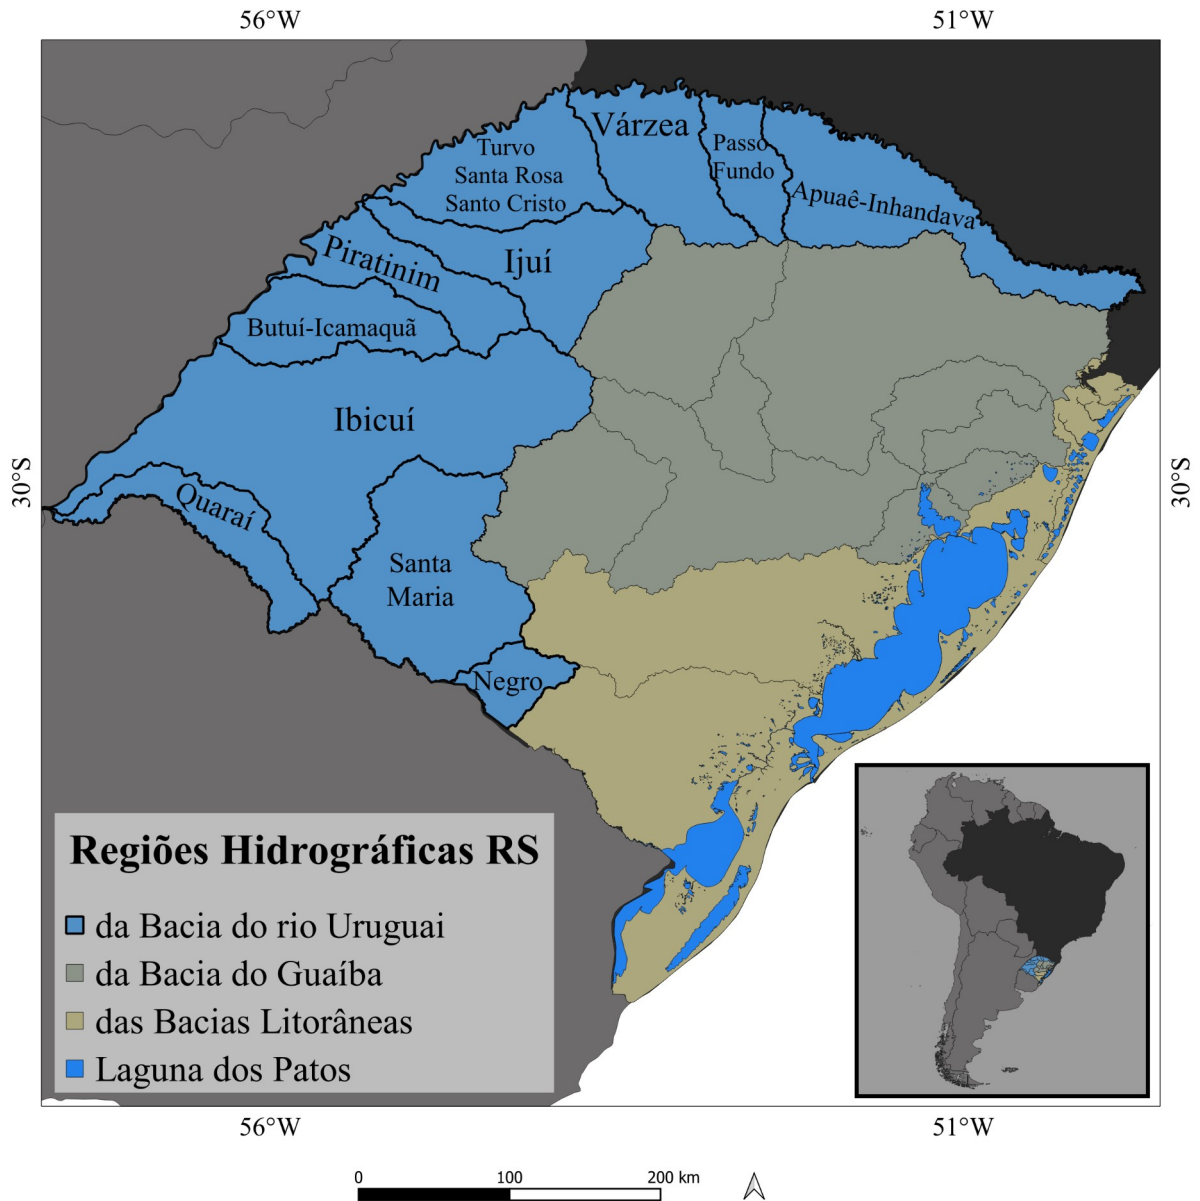 56°W
51°W
Várzea
Turvo
Santa Rosa
Santo Cristo
Passo
Fundo
Apuaê-Inhandava
Piratinim
Ijuí
Butuí-Icamaquã
Ibicuí
30°S
30°S
Quaraí
Santa
Maria
Negro
Regiões Hidrográficas RS
da Bacia do rio Uruguai
da Bacia do Guaíba
das Bacias Litorâneas
Laguna dos Patos
56°W
51°W
0
100
200 km